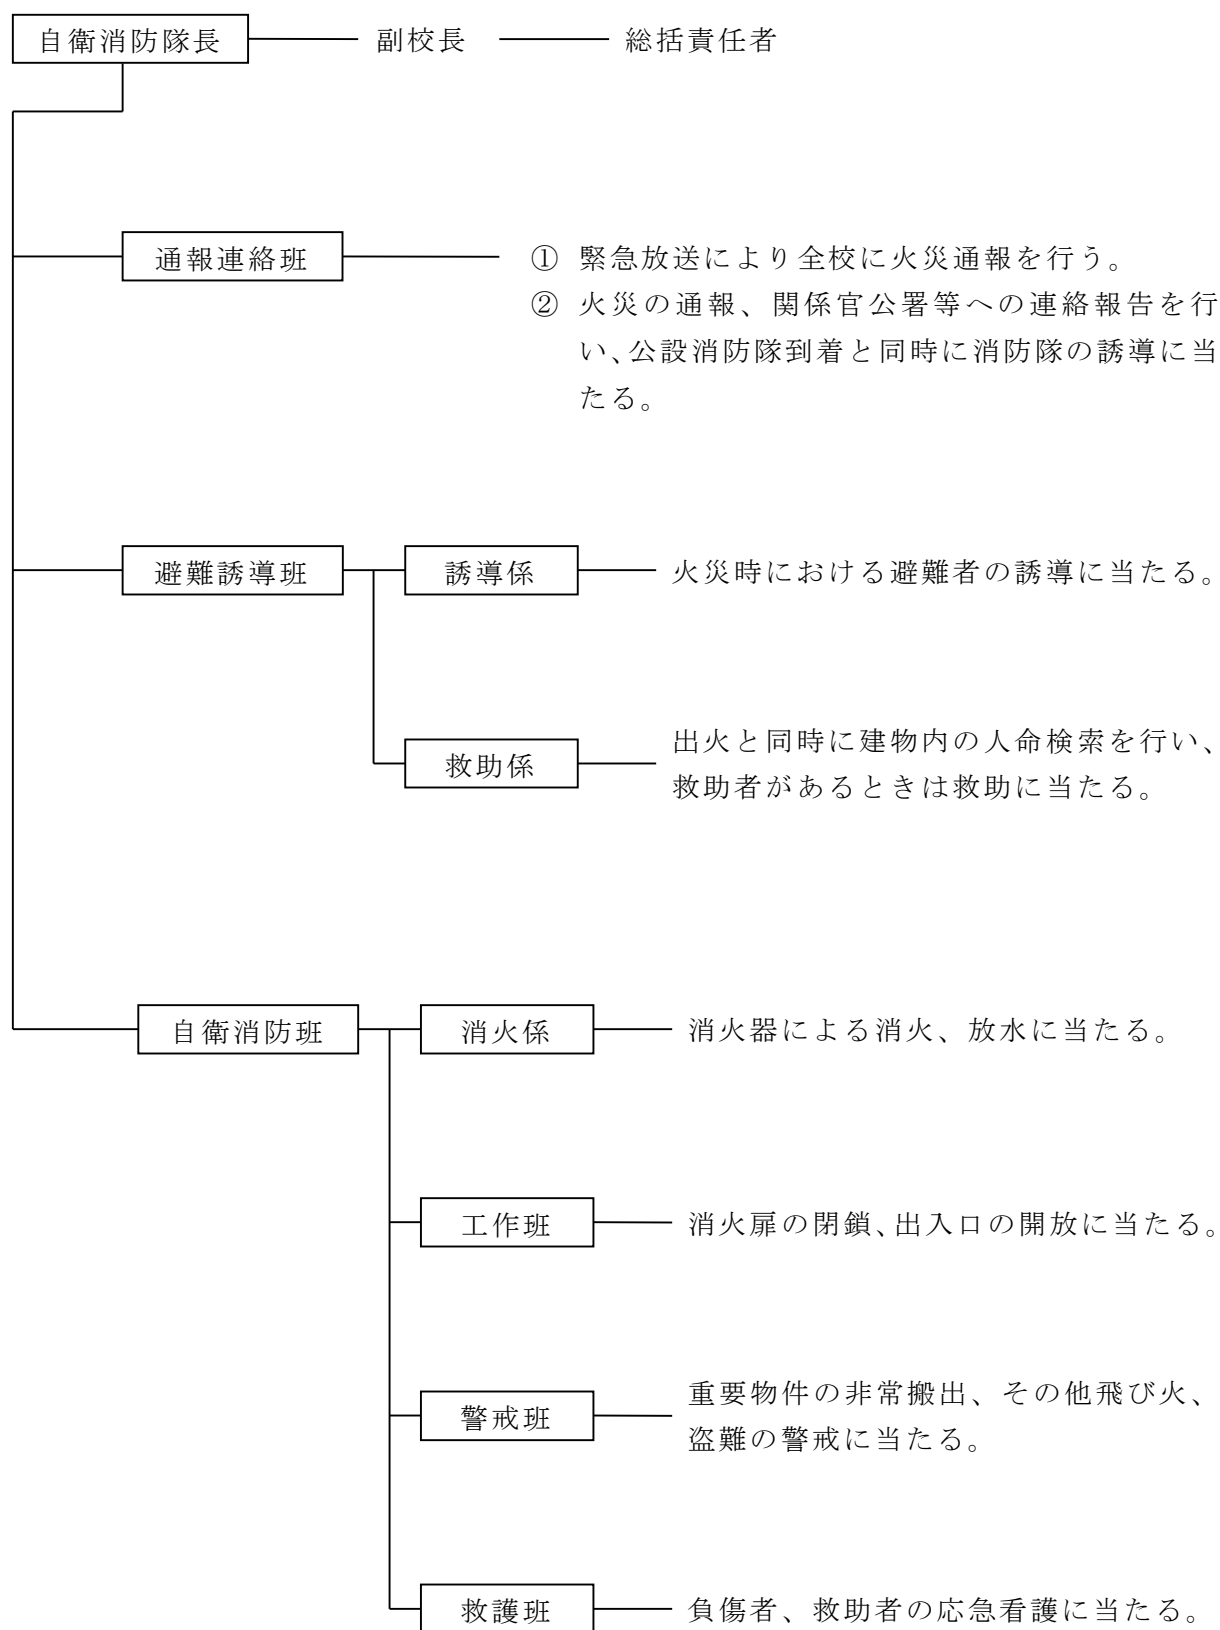 自衛消防隊長 副校長 総括責任者
通報連絡班 ① 緊急放送により全校に火災通報を行う。
② 火災の通報、関係官公署等への連絡報告を行
い、公設消防隊到着と同時に消防隊の誘導に当
たる。
避難誘導班 誘導係 火災時における避難者の誘導に当たる。
出火と同時に建物内の人命検索を行い、
救助係
救助者があるときは救助に当たる。
自衛消防班 消火係 消火器による消火、放水に当たる。
工作班 消火扉の閉鎖、出入口の開放に当たる。
重要物件の非常搬出、その他飛び火、
警戒班
盗難の警戒に当たる。
救護班 負傷者、救助者の応急看護に当たる。